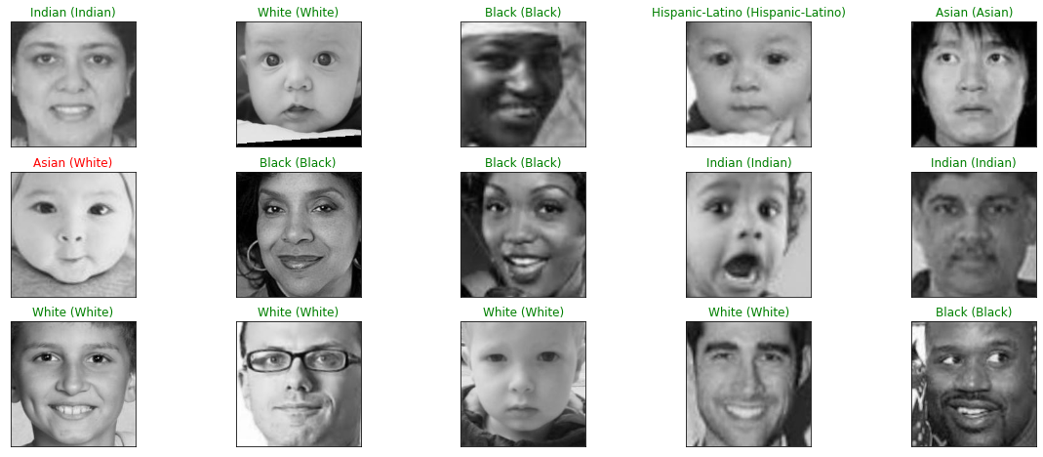 Indian (Indian)
White (White)
Black (Black)
Hispanic-Latino (Hispanic-Latino)
Asian (Asian)
Asian (White)
Black (Black)
Black (Black)
Indian (Indian)
Indian (Indian)
White (White)
White (White)
White (White)
White (White)
Black (Black)